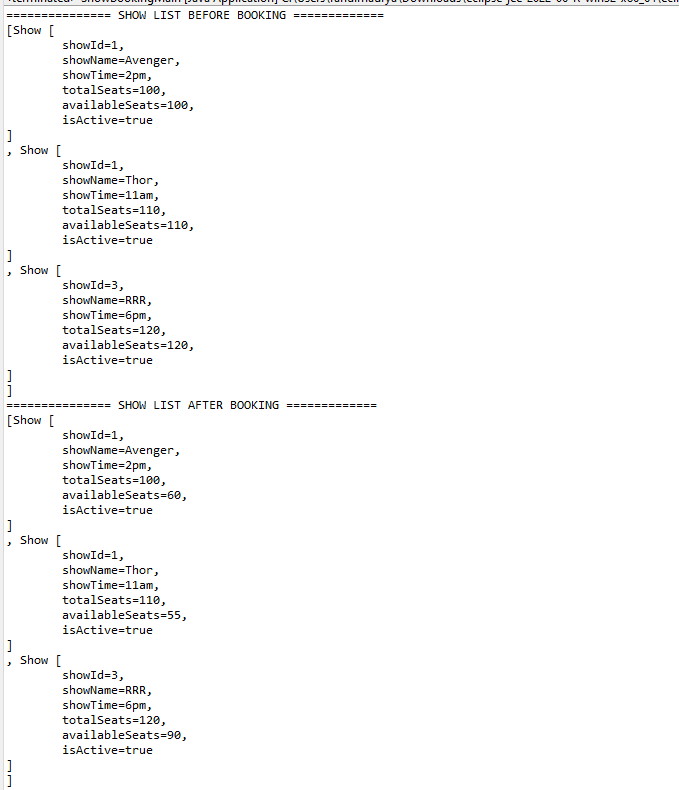 =============== SHOW LIST BEFORE BOOKING =============
[Show [
	showId=1,
	showName=Avenger,
	showTime=2pm,
	totalSeats=100,
	availableSeats=100,
	isActive=true
]
, Show [
	showId=1,
	showName=Thor,
	showTime=11am,
	totalSeats=110,
	availableSeats=110,
	isActive=true
]
, Show [
	showId=3,
	showName=RRR,
	showTime=6pm,
	totalSeats=120,
	availableSeats=120,
	isActive=true
]
]
=============== SHOW LIST AFTER BOOKING =============
[Show [
	showId=1,
	showName=Avenger,
	showTime=2pm,
	totalSeats=100,
	availableSeats=60,
	isActive=true
]
, Show [
	showId=1,
	showName=Thor,
	showTime=11am,
	totalSeats=110,
	availableSeats=55,
	isActive=true
]
, Show [
	showId=3,
	showName=RRR,
	showTime=6pm,
	totalSeats=120,
	availableSeats=90,
	isActive=true
]
]